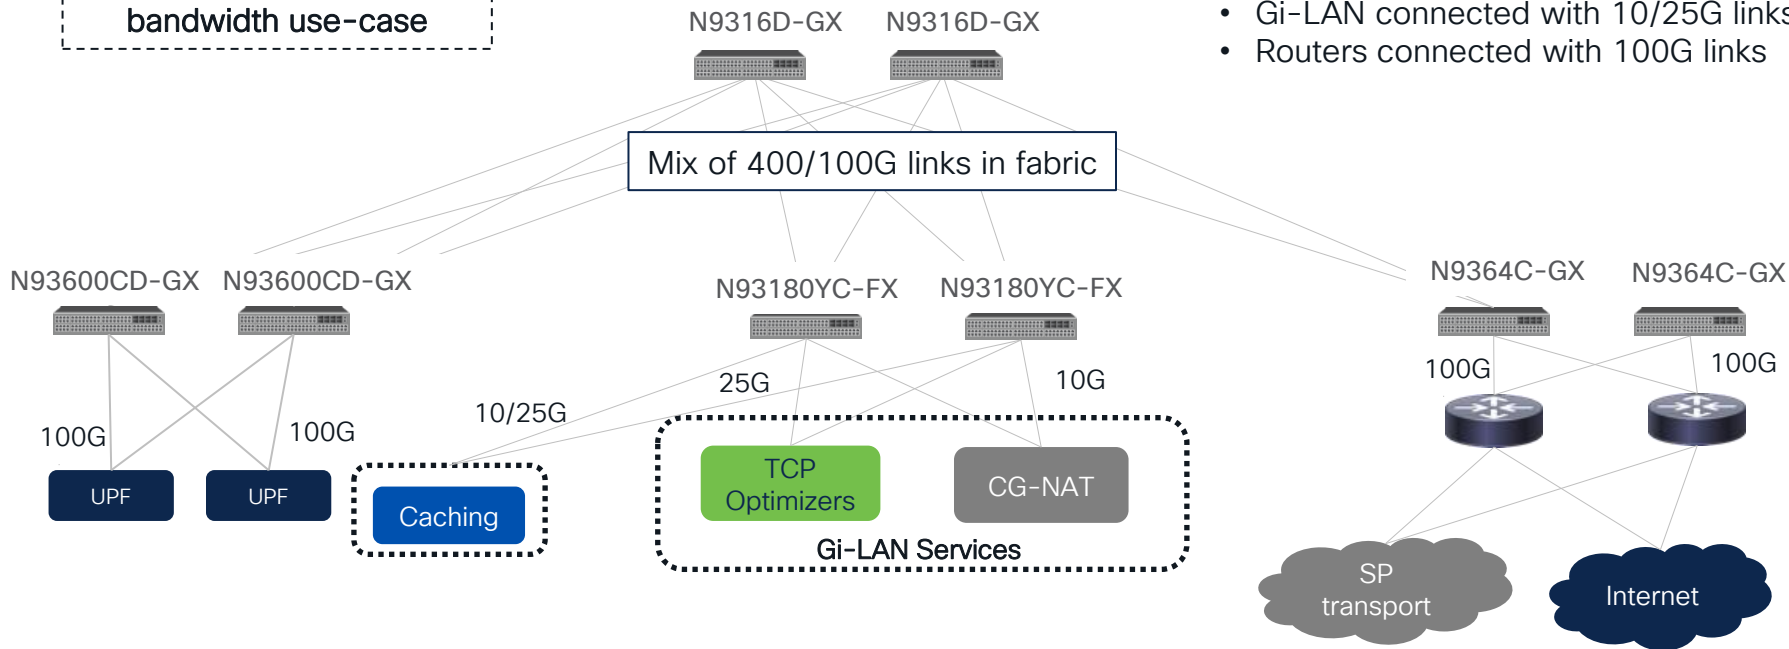 bandwidth use-case
N9316D-GX N9316D-GX
• Gi-LAN connected with 10/25G links
• Routers connected with 100G links
Mix of 400/100G links in fabric
N93600CD-GX N93600CD-GX
N93180YC-FX N93180YC-FX
N9364C-GX N9364C-GX
100G 100G
25G 10G
10/25G
100G 100G
UPF UPF
Caching
TCP
Optimizers
CG-NAT
Gi-LAN Services
SP
transport
Internet